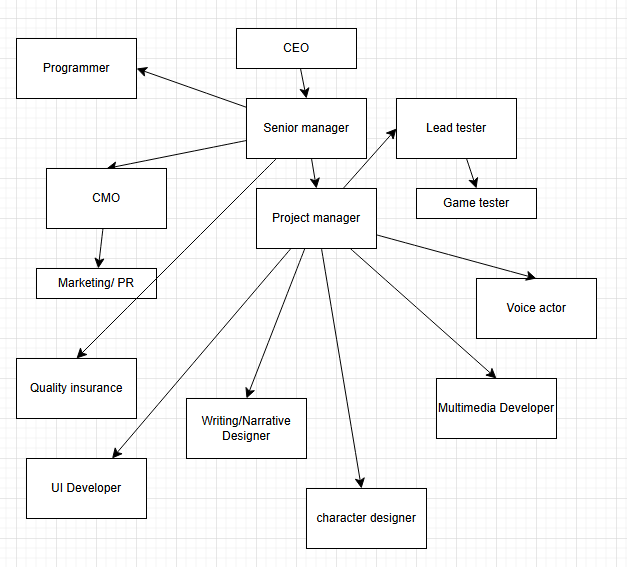 CEO
Programmer
Senior manager
Lead tester
CMO
Game tester
Project manager
Marketing/ PR
Voice actor
Quality insurance
Multimedia Developer
Writing/Narrative
Designer
UI Developer
character designer